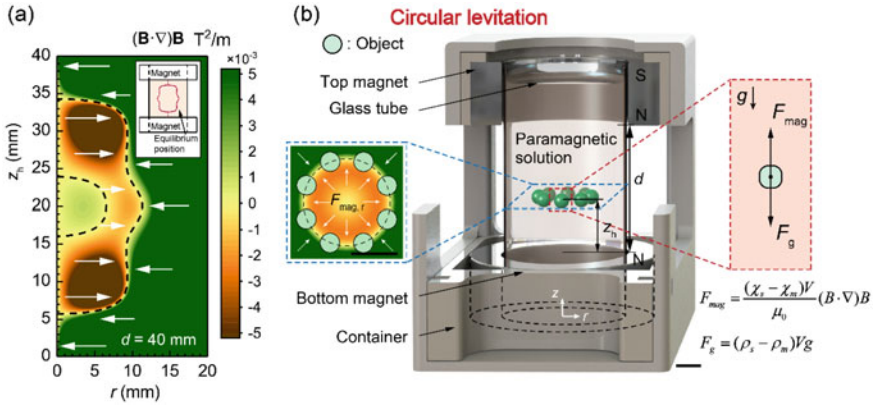 (a)
(B·∇)B T²/m
×10⁻³
40
35
30
25
20
15
10
5
0
z_h (mm)
Magnet
Magnet
Equilibrium
position
d = 40 mm
0 10 20
r (mm)
5
4
3
2
1
0
-1
-2
-3
-4
-5
(b)
Circular levitation
: Object
Top magnet
Glass tube
S
N
Paramagnetic
solution
d
z_h
N
F_mag, r
Bottom magnet
Container
z
r
g
F_mag
F_g
F_mag = (χ_s − χ_m)V / μ₀ (B·∇)B
F_g = (ρ_s − ρ_m)Vg